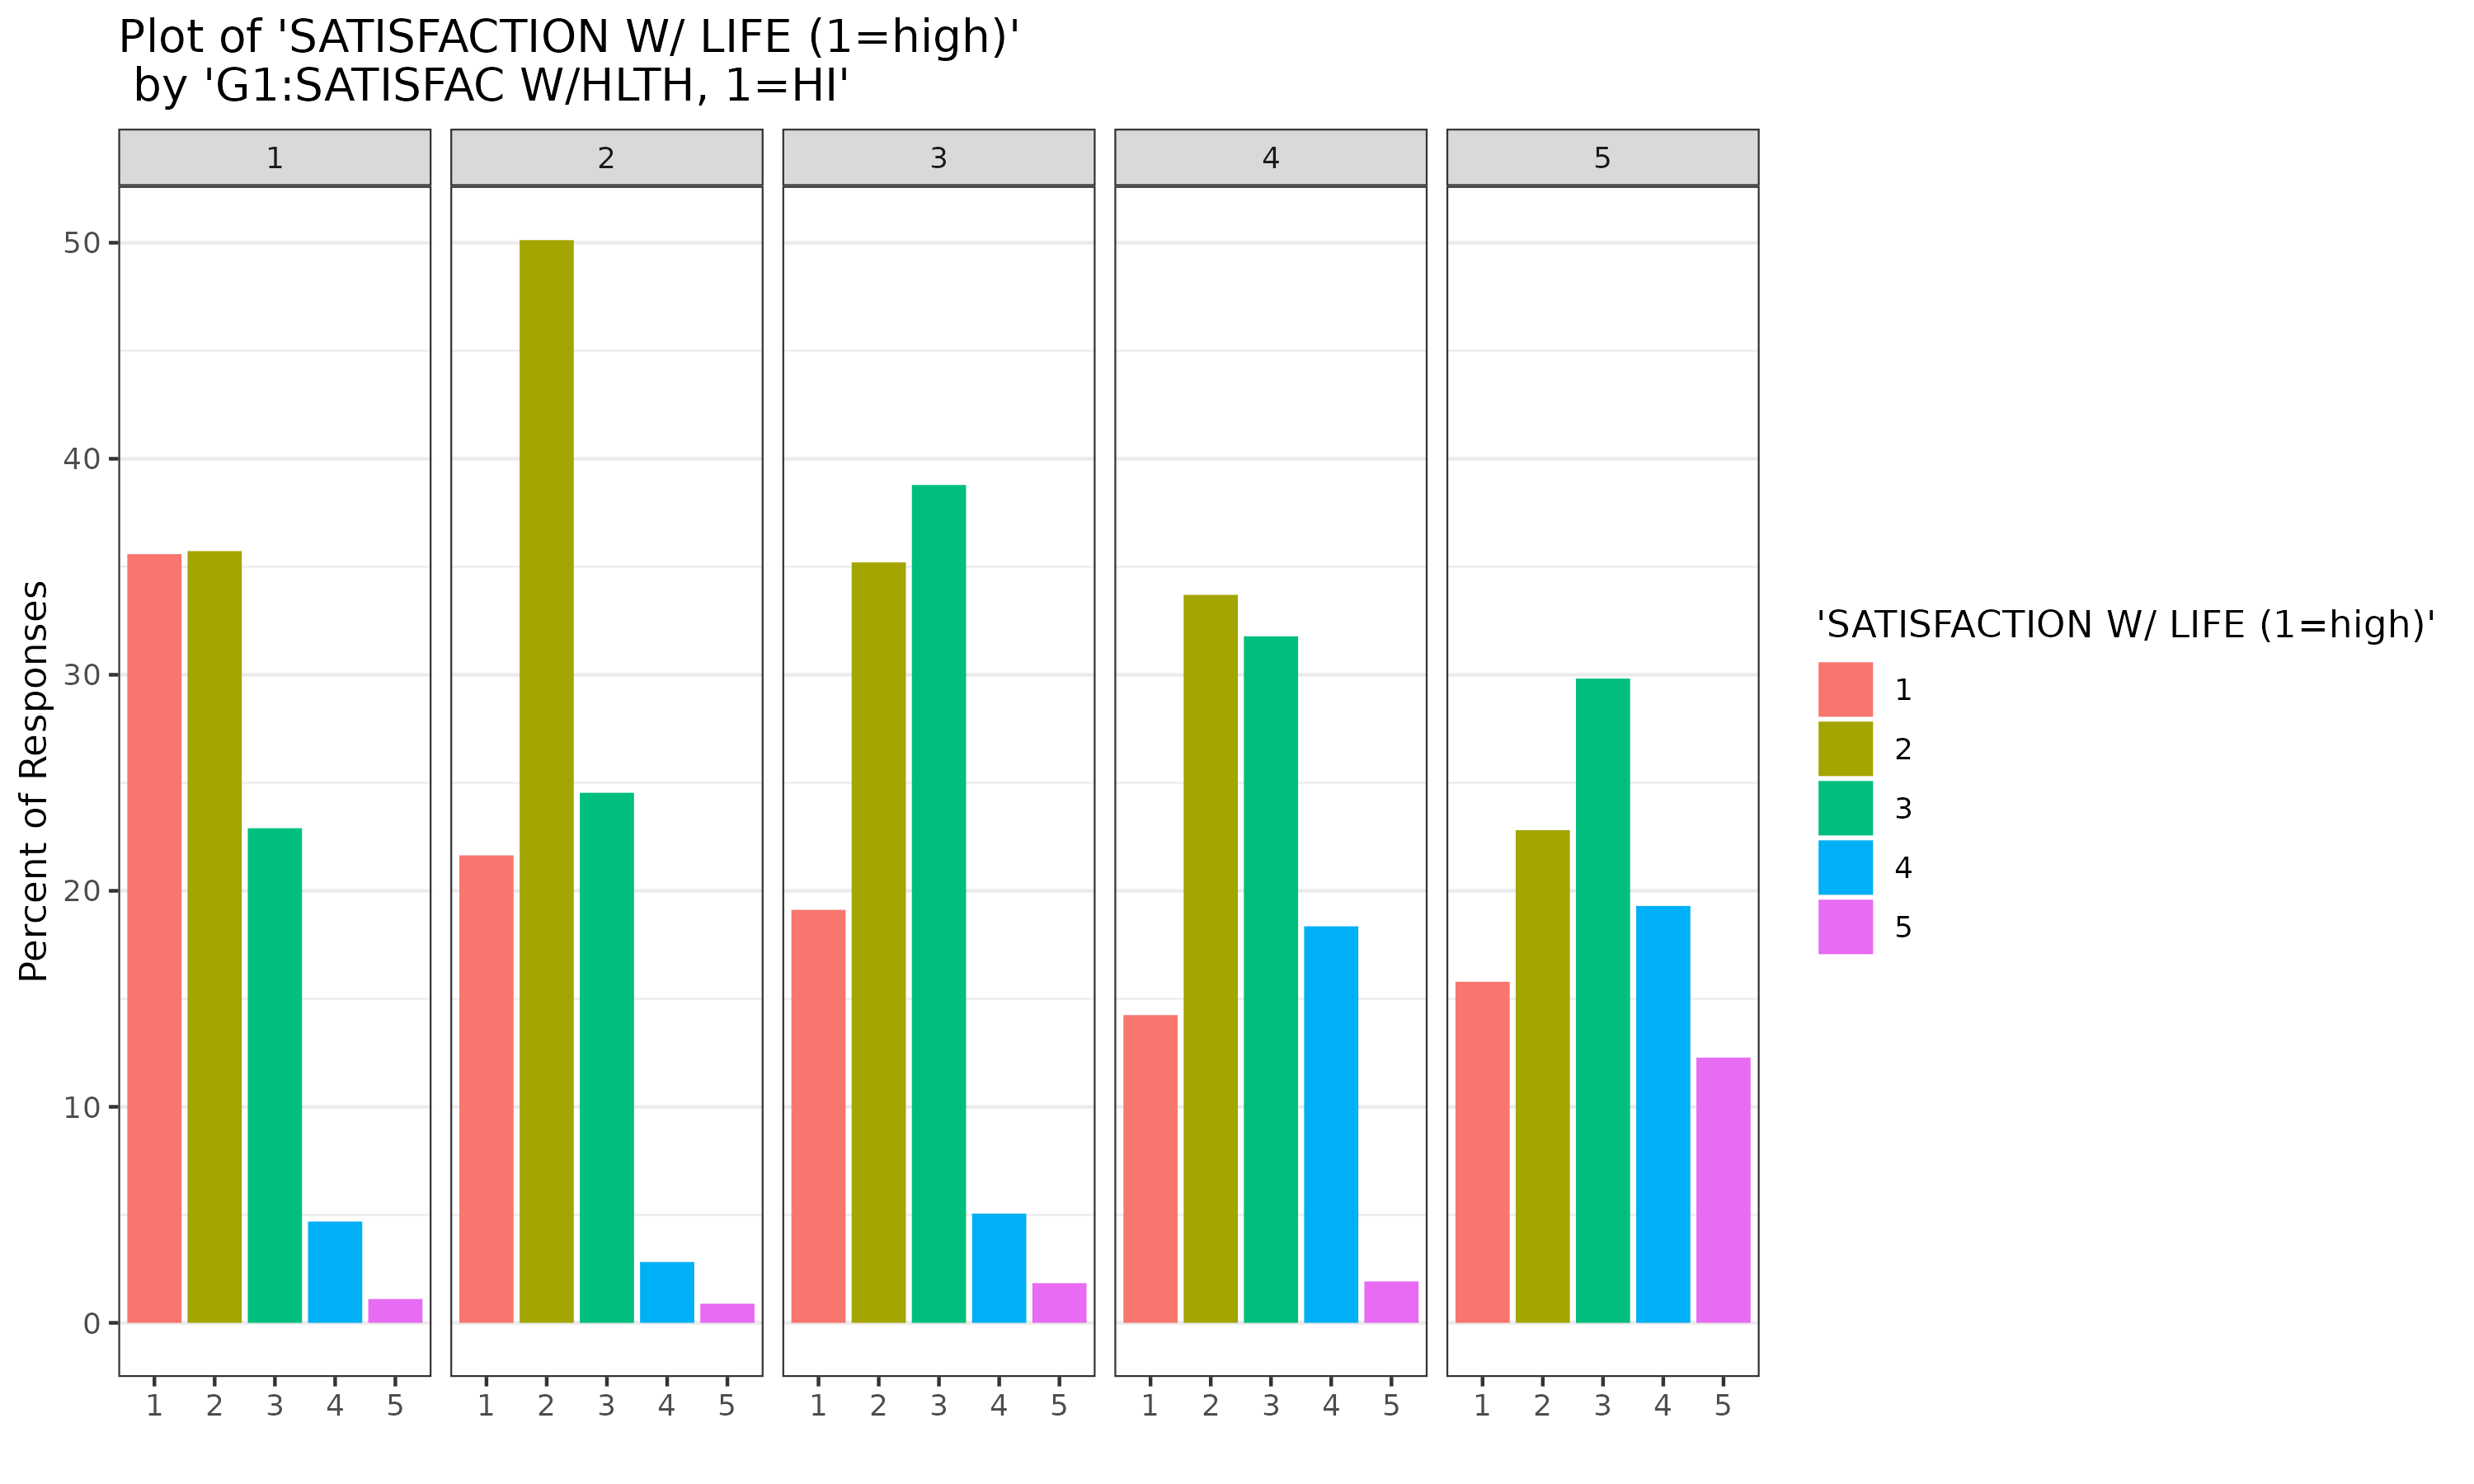 Plot of 'SATISFACTION W/ LIFE (1=high)'
by 'G1:SATISFAC W/HLTH, 1=HI'
1 2 3 4 5
Percent of Responses
50
40
30
20
10
0
1 2 3 4 5 1 2 3 4 5 1 2 3 4 5 1 2 3 4 5 1 2 3 4 5
'SATISFACTION W/ LIFE (1=high)'
1
2
3
4
5